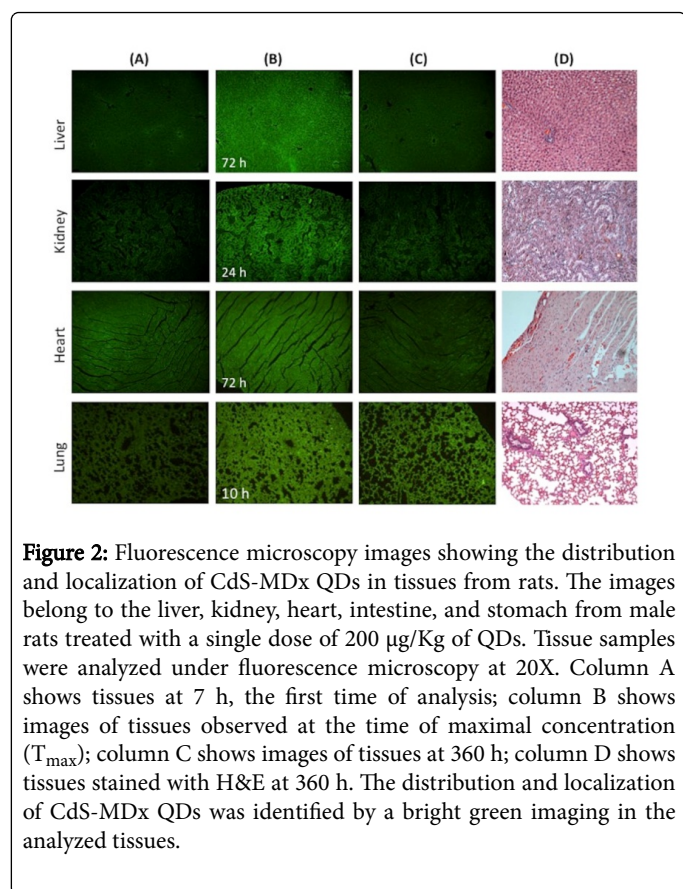 (A) (B) (C) (D)
Liver
72 h
Kidney
24 h
Heart
72 h
Lung
10 h
Figure 2: Fluorescence microscopy images showing the distribution
and localization of CdS-MDx QDs in tissues from rats. The images
belong to the liver, kidney, heart, intestine, and stomach from male
rats treated with a single dose of 200 μg/Kg of QDs. Tissue samples
were analyzed under fluorescence microscopy at 20X. Column A
shows tissues at 7 h, the first time of analysis; column B shows
images of tissues observed at the time of maximal concentration
(Tmax); column C shows images of tissues at 360 h; column D shows
tissues stained with H&E at 360 h. The distribution and localization
of CdS-MDx QDs was identified by a bright green imaging in the
analyzed tissues.